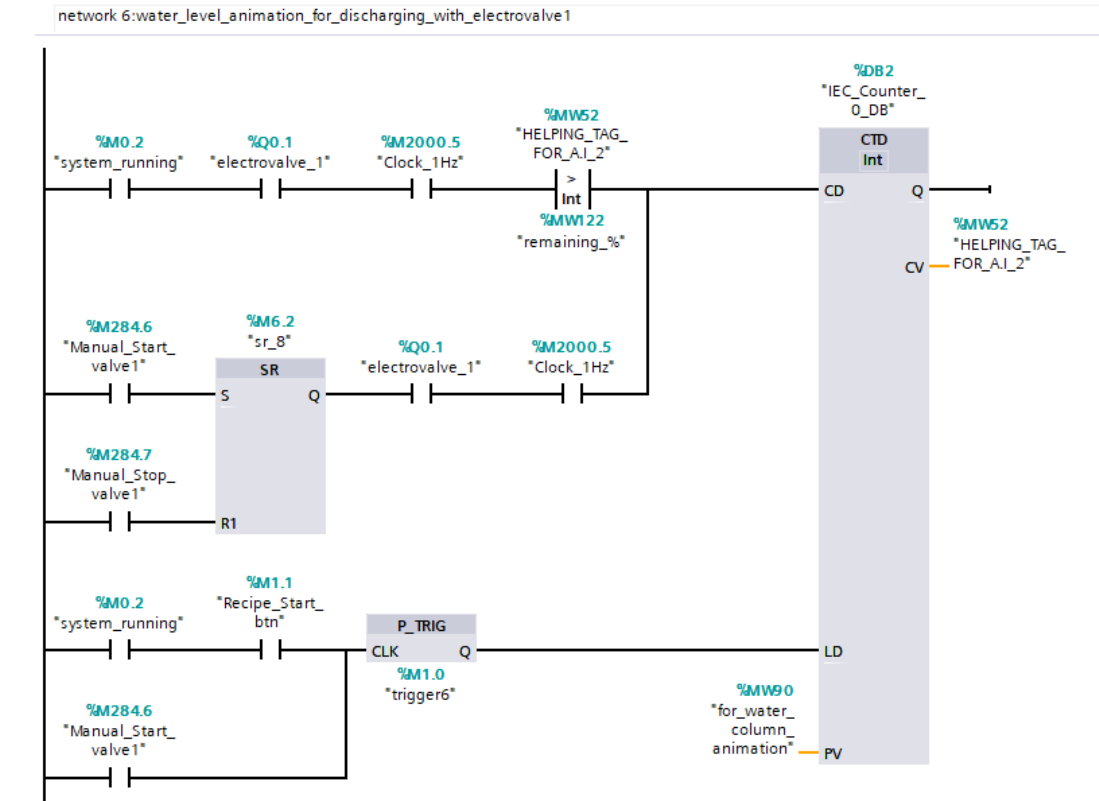 network 6:water_level_animation_for_discharging_with_electrovalve1
%DB2
"IEC_Counter_
0_DB"
CTD
Int
%M0.2
"system_running"
%Q0.1
"electrovalve_1"
%M2000.5
"Clock_1Hz"
%MW52
"HELPING_TAG_
FOR_A.I_2"
>
Int
%MW122
"remaining_%"
CD
Q
%MW52
"HELPING_TAG_
FOR_A.I_2"
CV
%M284.6
"Manual_Start_
valve1"
%M6.2
"sr_8"
SR
S
Q
%Q0.1
"electrovalve_1"
%M2000.5
"Clock_1Hz"
%M284.7
"Manual_Stop_
valve1"
R1
%M0.2
"system_running"
%M1.1
"Recipe_Start_
btn"
P_TRIG
CLK
Q
%M1.0
"trigger6"
LD
%M284.6
"Manual_Start_
valve1"
%MW90
"for_water_
column_
animation"
PV